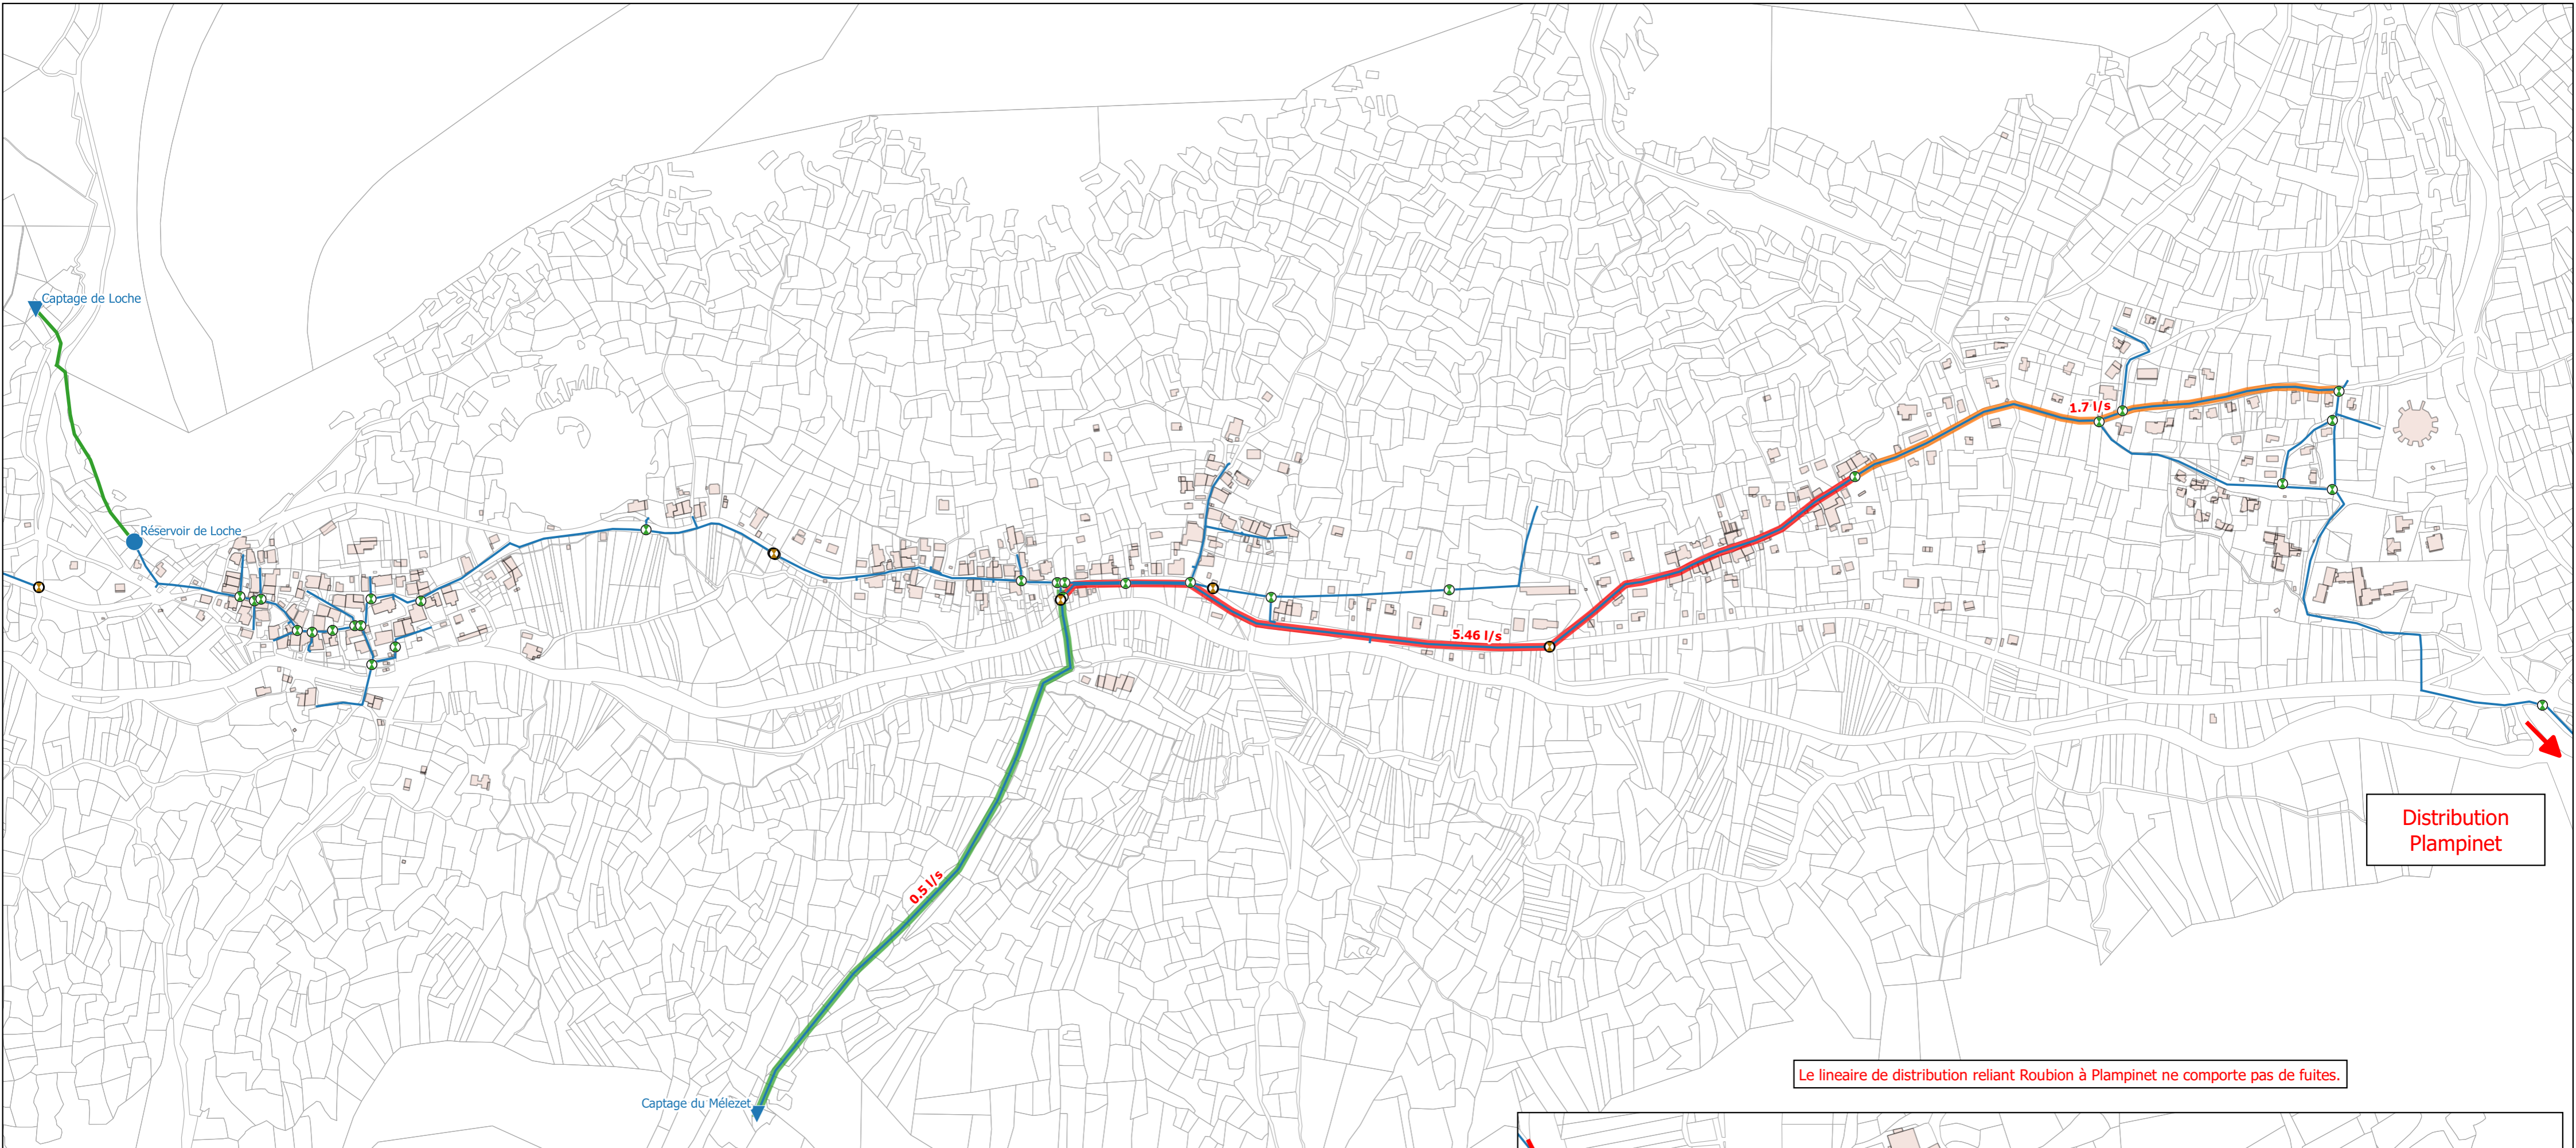 Captage de Loche
1.7 l/s
Réservoir de Loche
5.46 l/s
Distribution
Plampinet
0.5 l/s
Le lineaire de distribution reliant Roubion à Plampinet ne comporte pas de fuites.
Captage du Mélezet